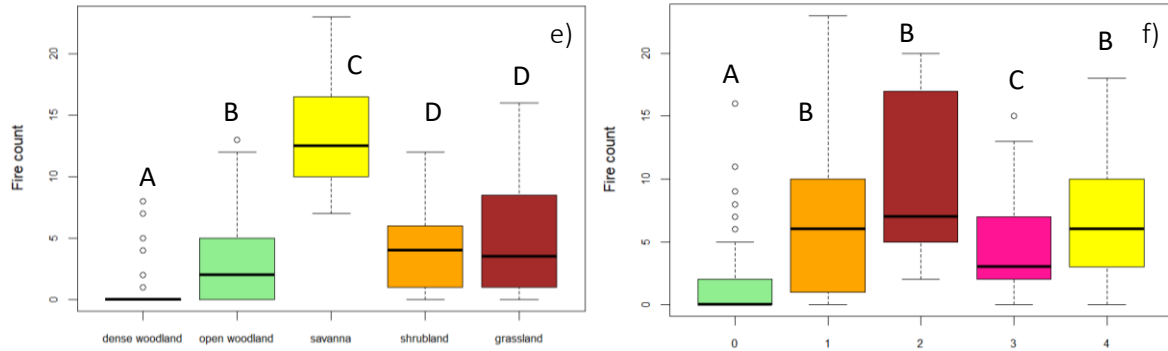 e)
A
B
C
D
D
Fire count
0
5
10
15
20
dense woodland
open woodland
savanna
shrubland
grassland
f)
A
B
B
C
B
Fire count
0
5
10
15
20
0
1
2
3
4